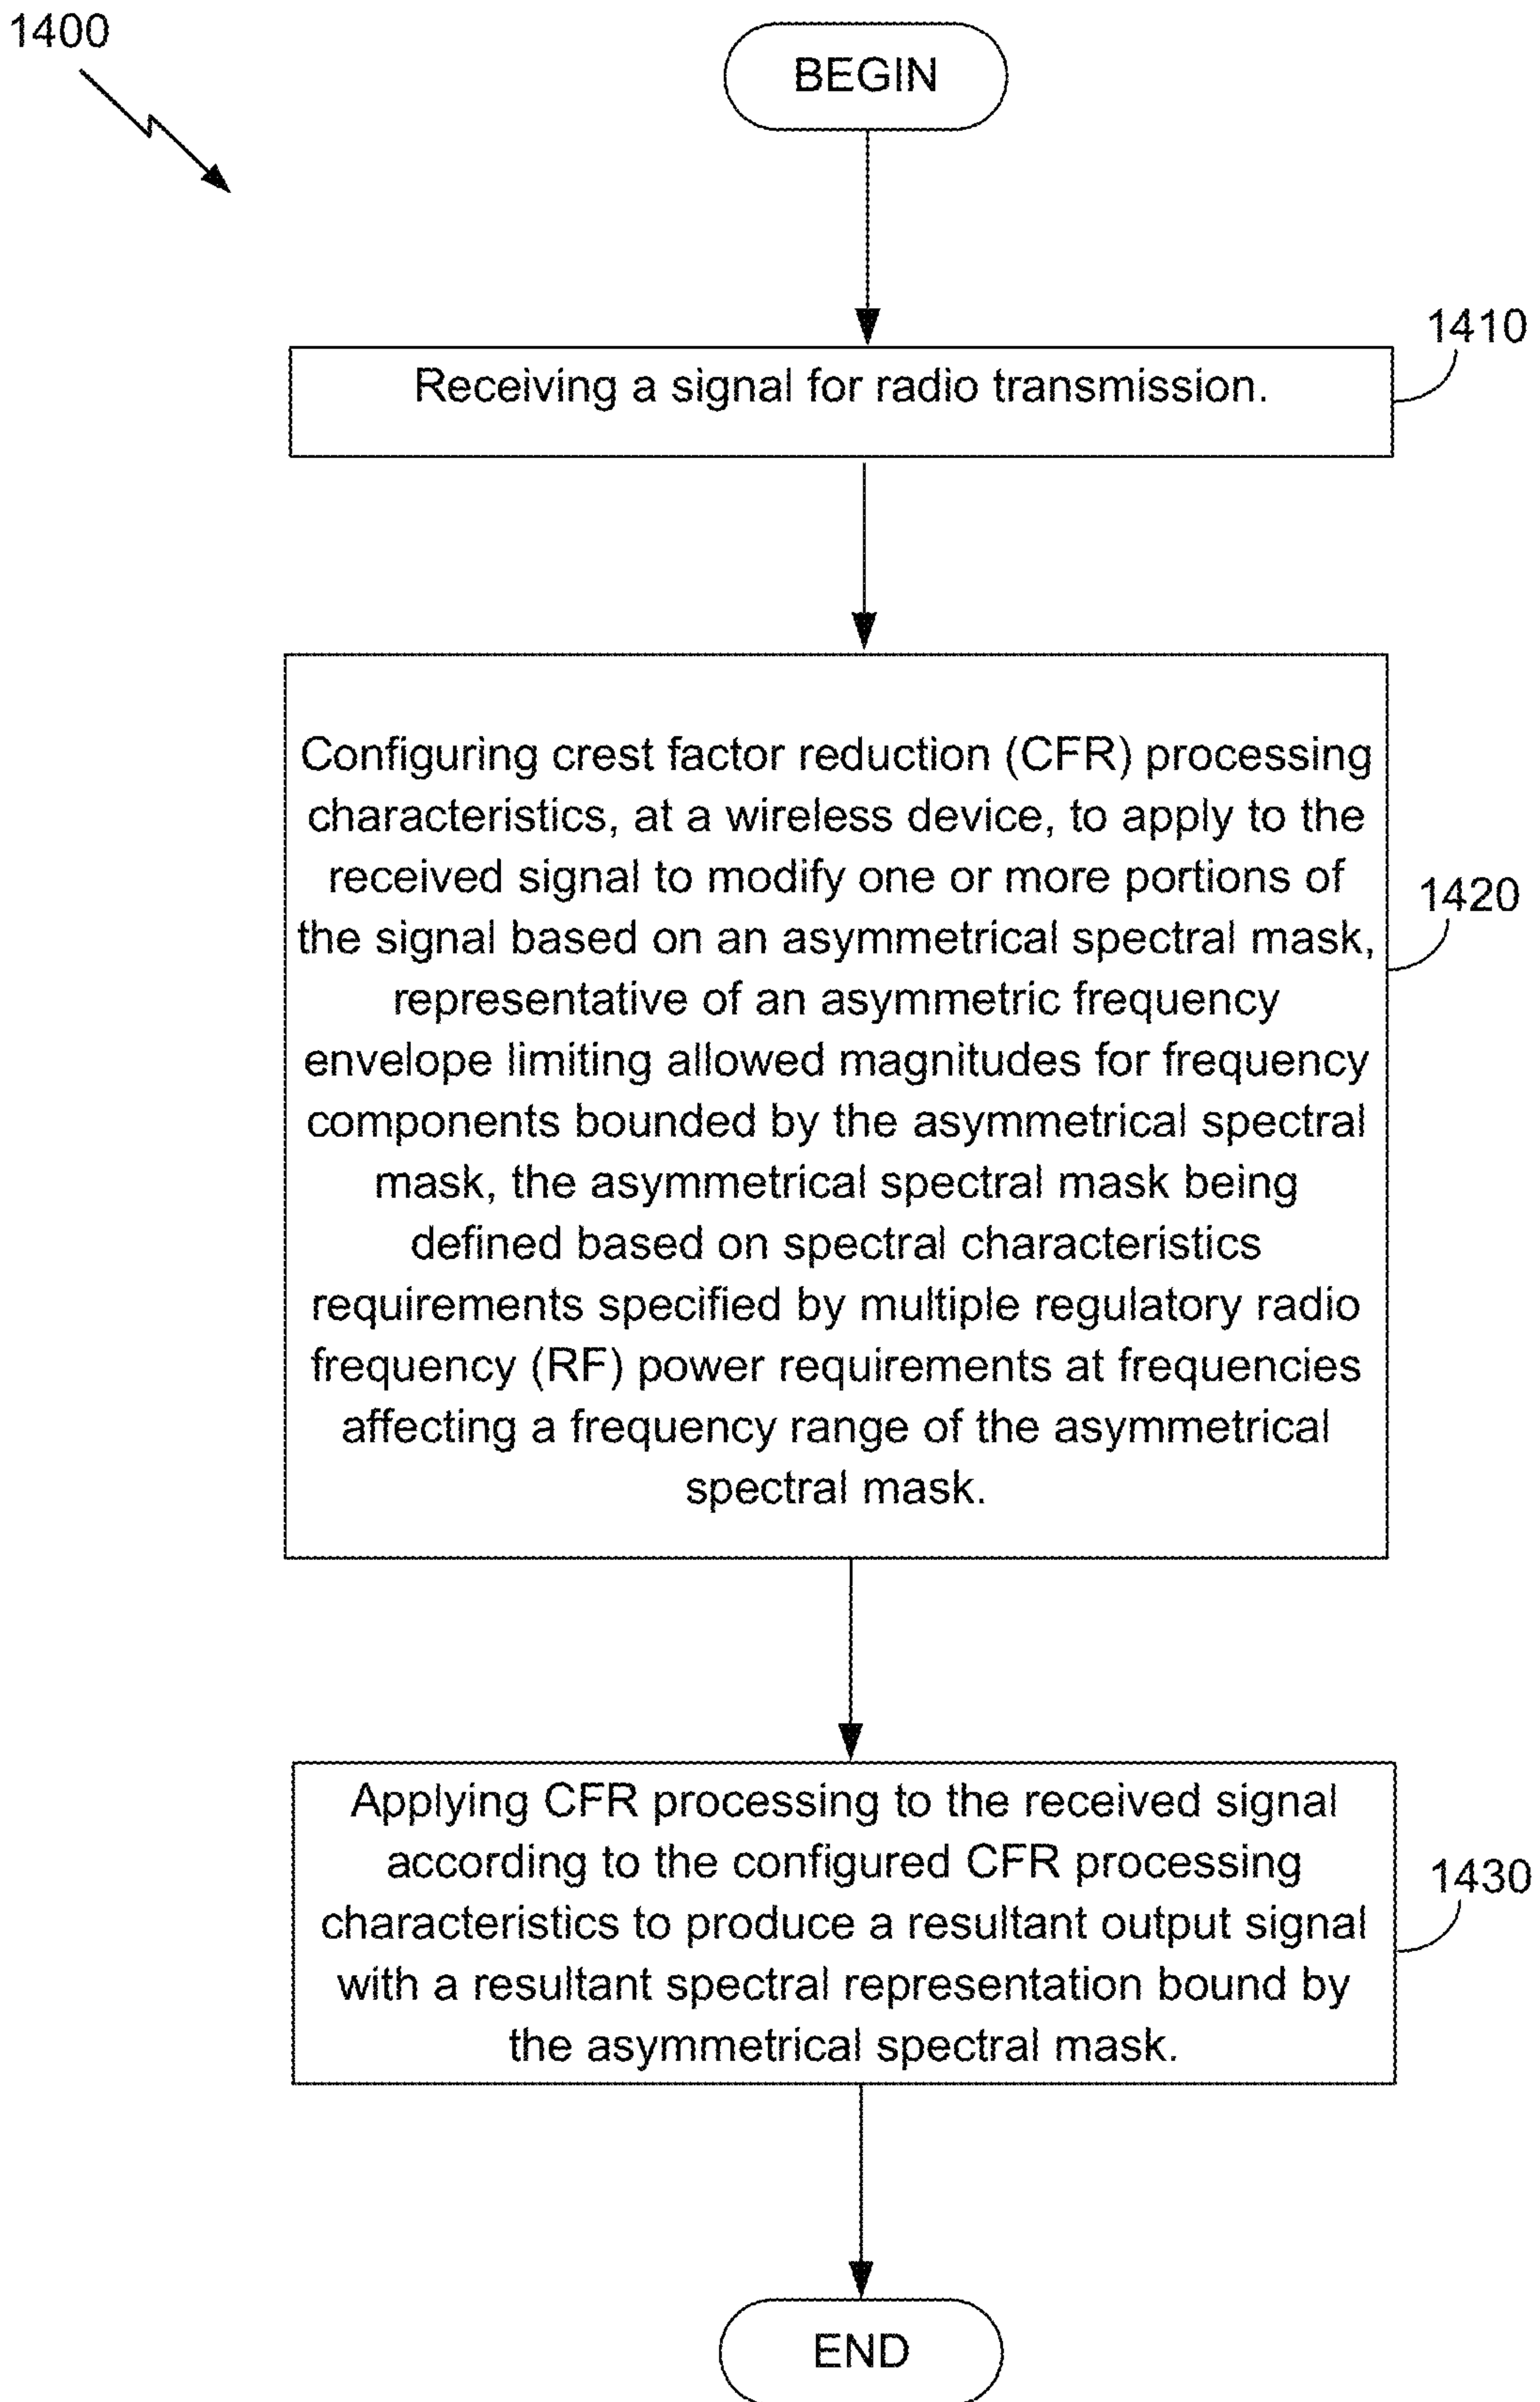 1400
BEGIN
1410
Receiving a signal for radio transmission.
Configuring crest factor reduction (CFR) processing
characteristics, at a wireless device, to apply to the
received signal to modify one or more portions of
1420
the signal based on an asymmetrical spectral mask,
representative of an asymmetric frequency
envelope limiting allowed magnitudes for frequency
components bounded by the asymmetrical spectral
mask, the asymmetrical spectral mask being
defined based on spectral characteristics
requirements specified by multiple regulatory radio
frequency (RF) power requirements at frequencies
affecting a frequency range of the asymmetrical
spectral mask.
Applying CFR processing to the received signal
according to the configured CFR processing
1430
characteristics to produce a resultant output signal
with a resultant spectral representation bound by
the asymmetrical spectral mask.
END